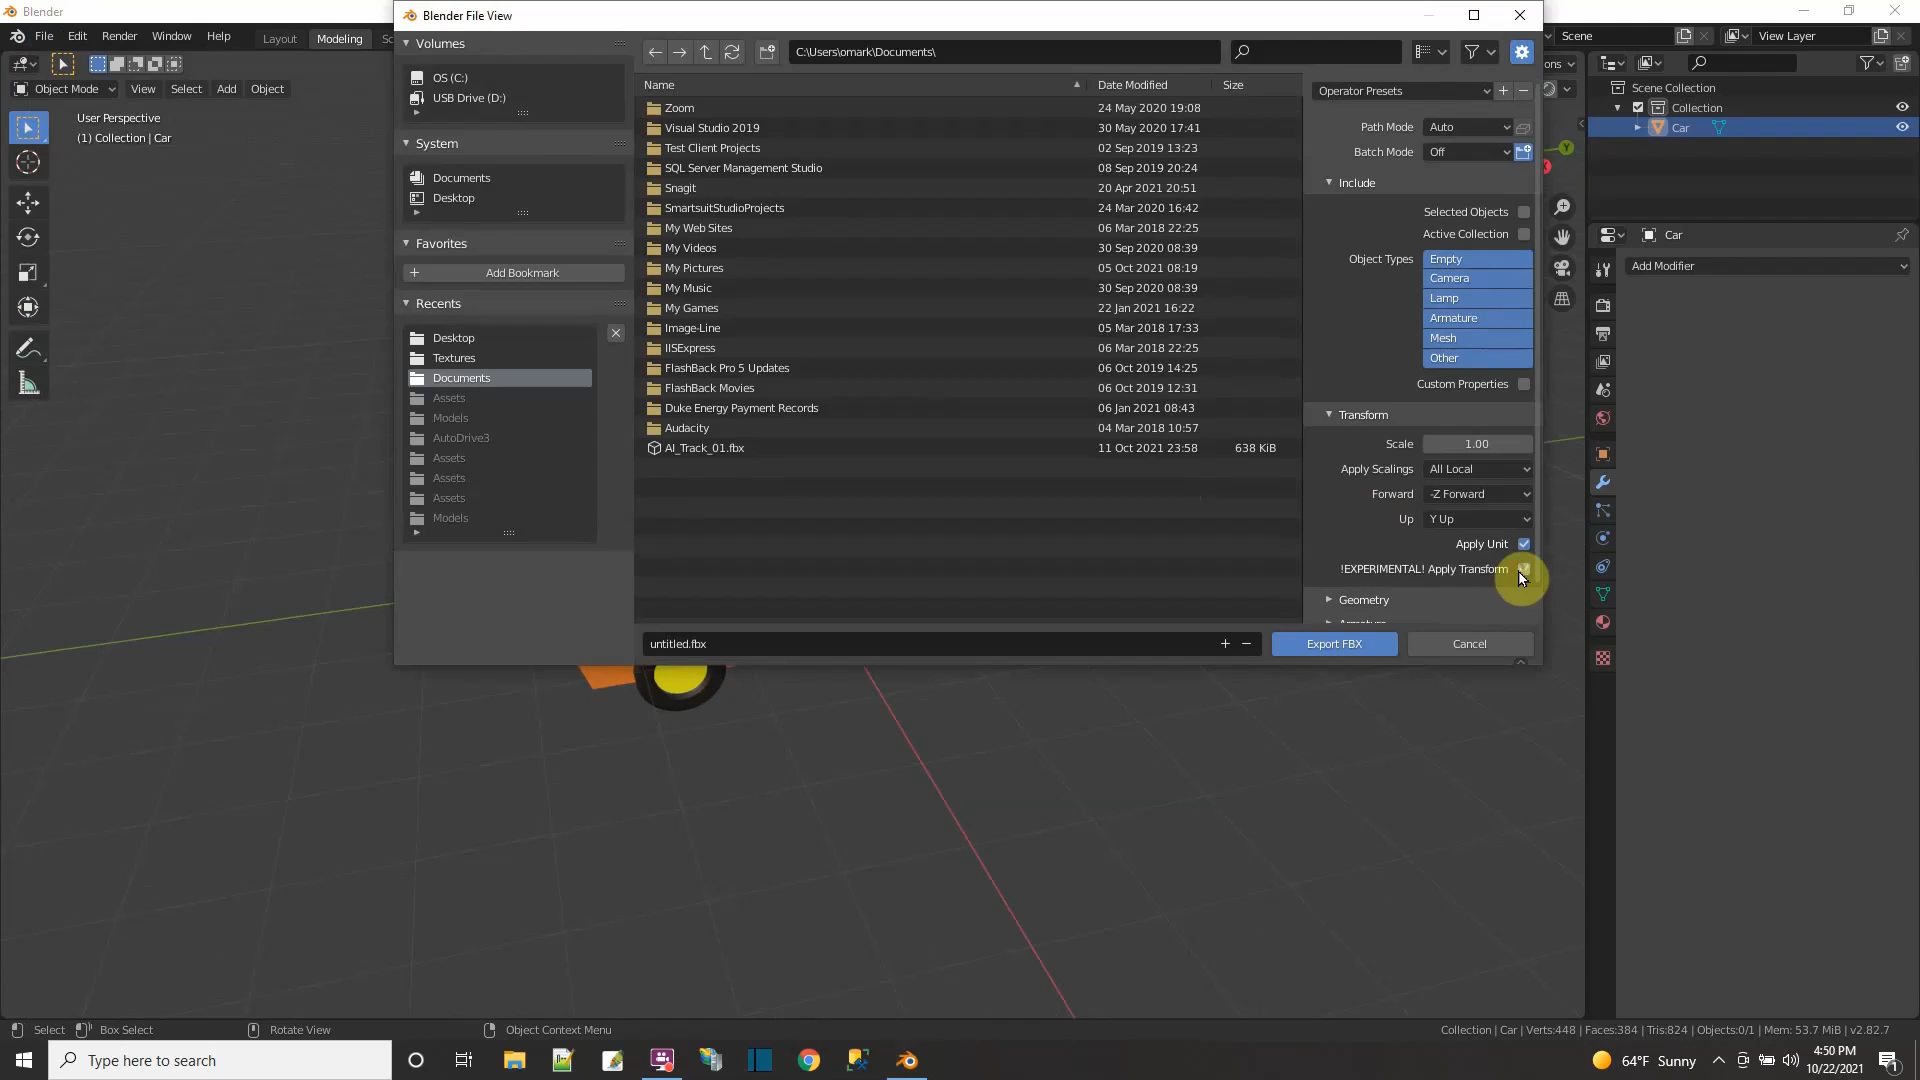 Blender
File Edit Render Window Help Layout Modeling Sc
Scene View Layer
Object Mode View Select Add Object
ons
User Perspective
(1) Collection | Car
Blender File View
Volumes
OS (C:)
USB Drive (D:)
System
Documents
Desktop
Favorites
Add Bookmark
Recents
Desktop
Textures
Documents
Assets
Models
AutoDrive3
Assets
Assets
Assets
Models
C:\Users\omark\Documents\
Name Date Modified Size
Zoom 24 May 2020 19:08
Visual Studio 2019 30 May 2020 17:41
Test Client Projects 02 Sep 2019 13:23
SQL Server Management Studio 08 Sep 2019 20:24
Snagit 20 Apr 2021 20:51
SmartsuitStudioProjects 24 Mar 2020 16:42
My Web Sites 06 Mar 2018 22:25
My Videos 30 Sep 2020 08:39
My Pictures 05 Oct 2021 08:19
My Music 30 Sep 2020 08:39
My Games 22 Jan 2021 16:22
Image-Line 05 Mar 2018 17:33
IISExpress 06 Mar 2018 22:25
FlashBack Pro 5 Updates 06 Oct 2019 14:25
FlashBack Movies 06 Oct 2019 12:31
Duke Energy Payment Records 06 Jan 2021 08:43
Audacity 04 Mar 2018 10:57
AI_Track_01.fbx 11 Oct 2021 23:58 638 KiB
untitled.fbx
Operator Presets
Path Mode Auto
Batch Mode Off
Include
Selected Objects
Active Collection
Object Types Empty
Camera
Lamp
Armature
Mesh
Other
Custom Properties
Transform
Scale 1.00
Apply Scalings All Local
Forward -Z Forward
Up Y Up
Apply Unit
!EXPERIMENTAL! Apply Transform
Geometry
Armature
Export FBX Cancel
Y
Scene Collection
Collection
Car
Car
Add Modifier
Select Box Select Rotate View Object Context Menu
Collection | Car | Verts:448 | Faces:384 | Tris:824 | Objects:0/1 | Mem: 53.7 MiB | v2.82.7
Type here to search
64°F Sunny
4:50 PM
10/22/2021
1